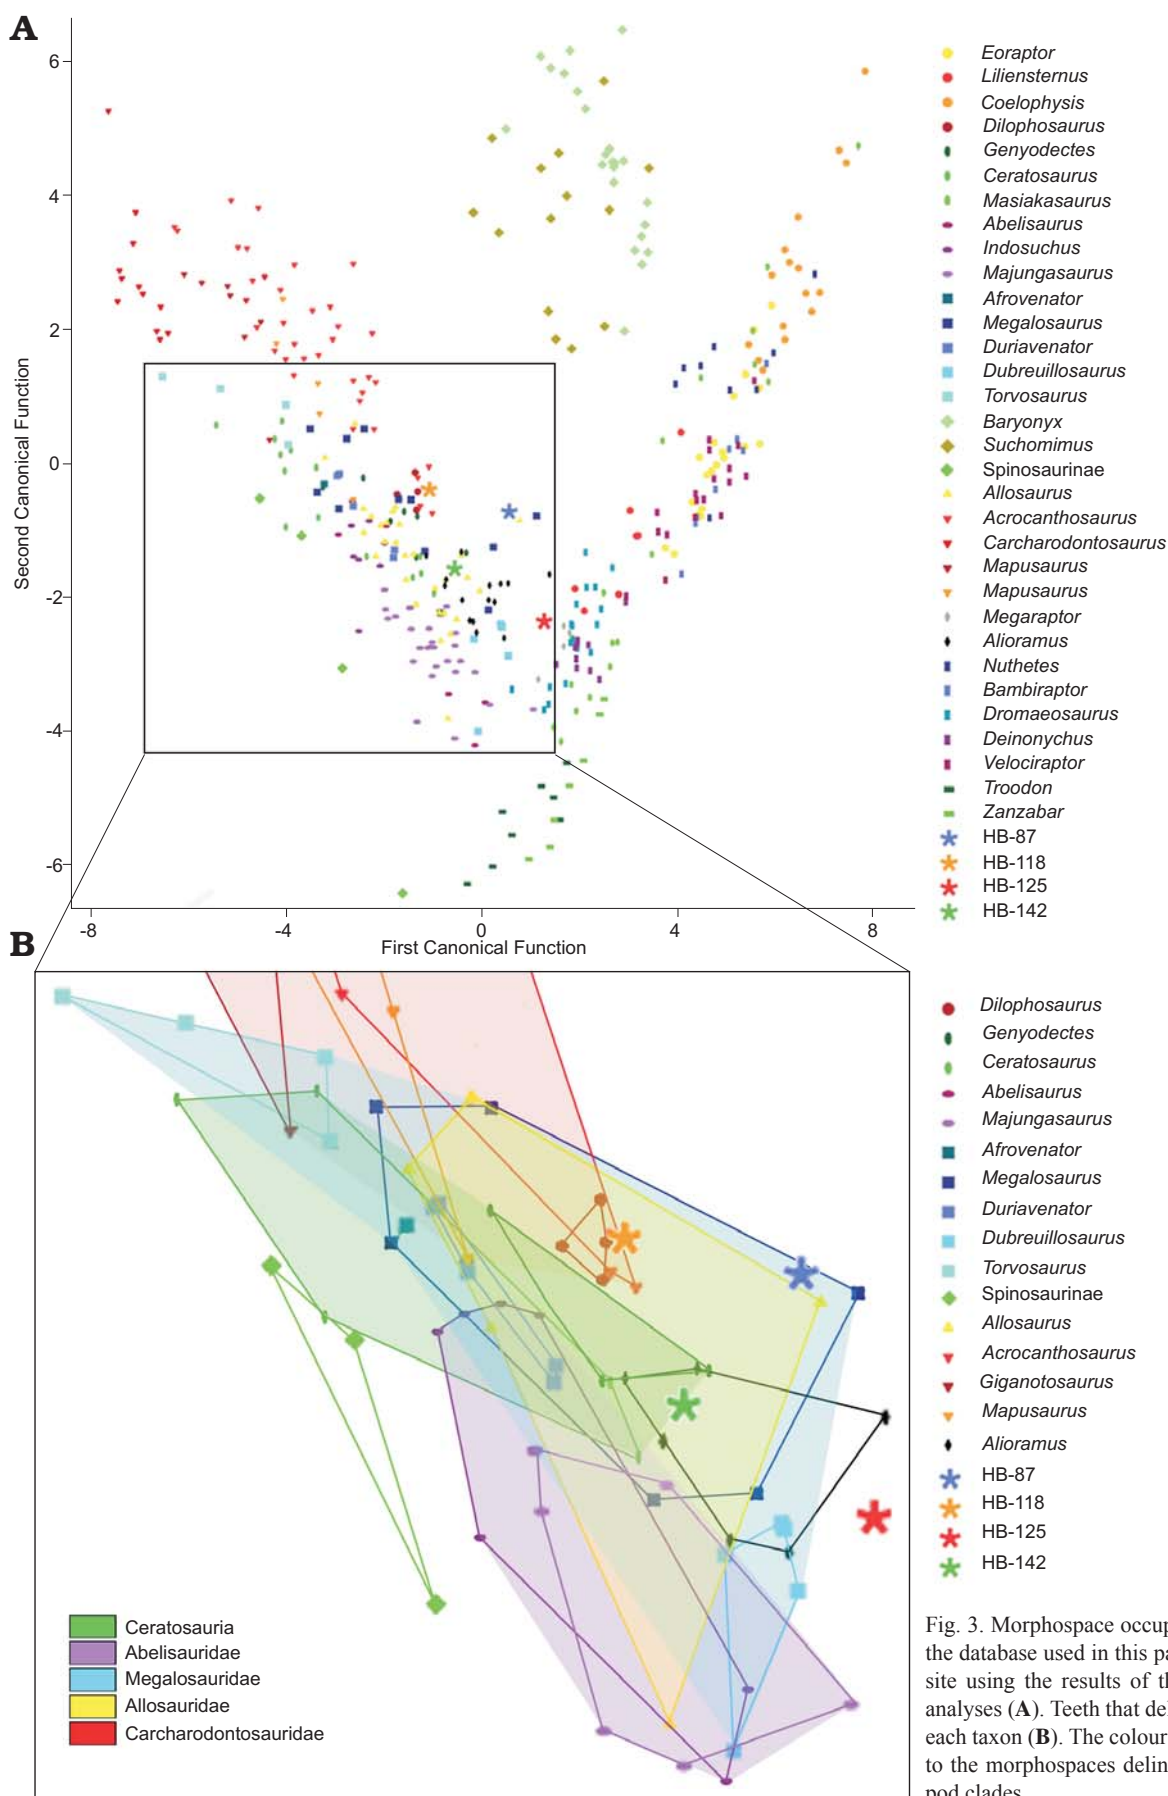 A
6
4
2
0
-2
-4
-6
Second Canonical Function
-8
-4
0
4
8
First Canonical Function
Eoraptor
Liliensternus
Coelophysis
Dilophosaurus
Genyodectes
Ceratosaurus
Masiakasaurus
Abelisaurus
Indosuchus
Majungasaurus
Afrovenator
Megalosaurus
Duriavenator
Dubreuillosaurus
Torvosaurus
Baryonyx
Suchomimus
Spinosaurinae
Allosaurus
Acrocanthosaurus
Carcharodontosaurus
Mapusaurus
Mapusaurus
Megaraptor
Alioramus
Nuthetes
Bambiraptor
Dromaeosaurus
Deinonychus
Velociraptor
Troodon
Zanzabar
HB-87
HB-118
HB-125
HB-142
B
Ceratosauria
Abelisauridae
Megalosauridae
Allosauridae
Carcharodontosauridae
Dilophosaurus
Genyodectes
Ceratosaurus
Abelisaurus
Majungasaurus
Afrovenator
Megalosaurus
Duriavenator
Dubreuillosaurus
Torvosaurus
Spinosaurinae
Allosaurus
Acrocanthosaurus
Giganotosaurus
Mapusaurus
Alioramus
HB-87
HB-118
HB-125
HB-142
Fig. 3. Morphospace occup
the database used in this pa
site using the results of th
analyses (A). Teeth that del
each taxon (B). The colour
to the morphospaces delin
pod clades